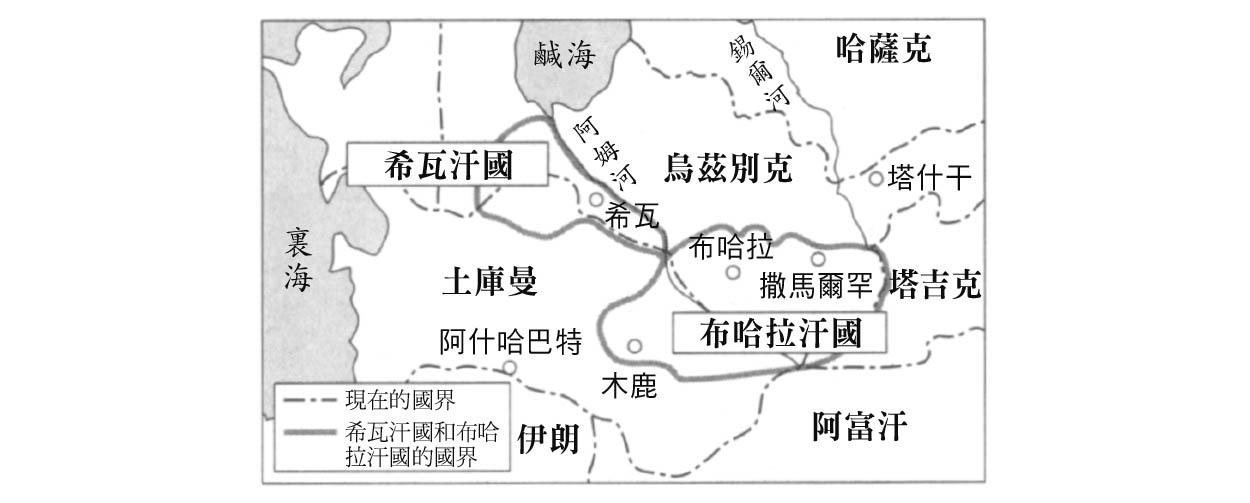 鹹海
錫爾河
哈薩克
阿姆河
希瓦汗國
烏茲別克
塔什干
希瓦
布哈拉
裏海
土庫曼
撒馬爾罕
塔吉克
布哈拉汗國
阿什哈巴特
木鹿
現在的國界
希瓦汗國和布哈
拉汗國的國界
伊朗
阿富汗